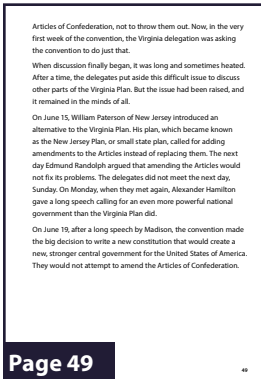 Articles of Confederation, not to throw them out. Now, in the very
first week of the convention, the Virginia delegation was asking
the convention to do just that.
When discussion finally began, it was long and sometimes heated.
After a time, the delegates put aside this difficult issue to discuss
other parts of the Virginia Plan. But the issue had been raised, and
it remained in the minds of all.
On June 15, William Paterson of New Jersey introduced an
alternative to the Virginia Plan. His plan, which became known
as the New Jersey Plan, or small state plan, called for adding
amendments to the Articles instead of replacing them. The next
day Edmund Randolph argued that amending the Articles would
not fix its problems. The delegates did not meet the next day,
Sunday. On Monday, when they met again, Alexander Hamilton
gave a long speech calling for an even more powerful national
government than the Virginia Plan did.
On June 19, after a long speech by Madison, the convention made
the big decision to write a new constitution that would create a
new, stronger central government for the United States of America.
They would not attempt to amend the Articles of Confederation.
Page 49
49